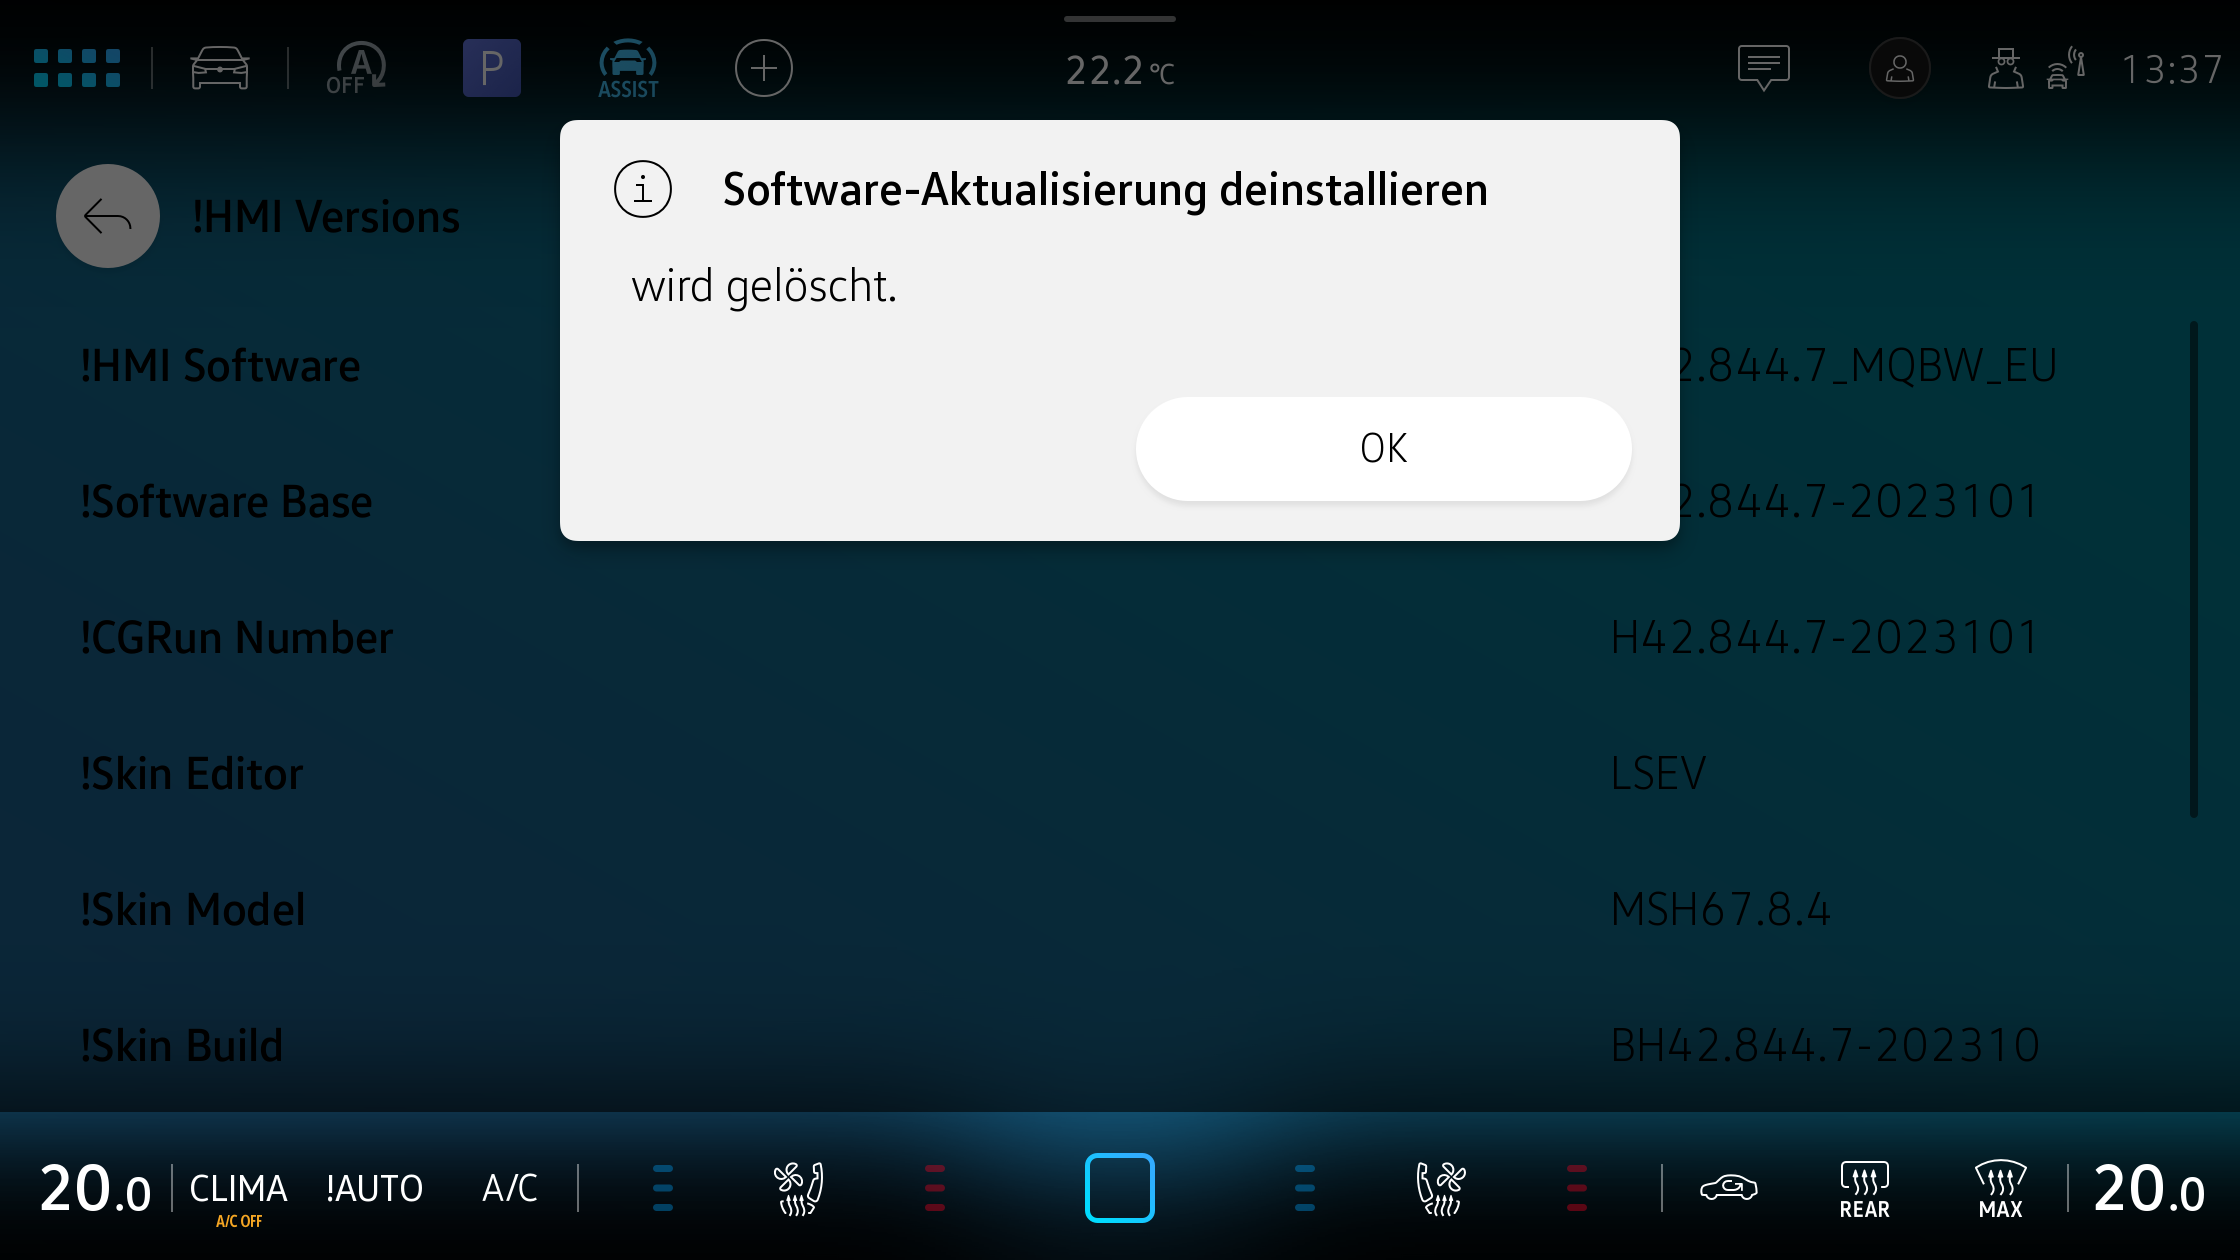 OFF A
P
ASSIST
22.2 °C
13:37
Software-Aktualisierung deinstallieren
wird gelöscht.
OK
!HMI Versions
!HMI Software
2.844.7_MQBW_EU
!Software Base
2.844.7-2023101
!CGRun Number
H42.844.7-2023101
!Skin Editor
LSEV
!Skin Model
MSH67.8.4
!Skin Build
BH42.844.7-202310
20.0
CLIMA
A/C OFF
!AUTO
A/C
REAR
MAX
20.0